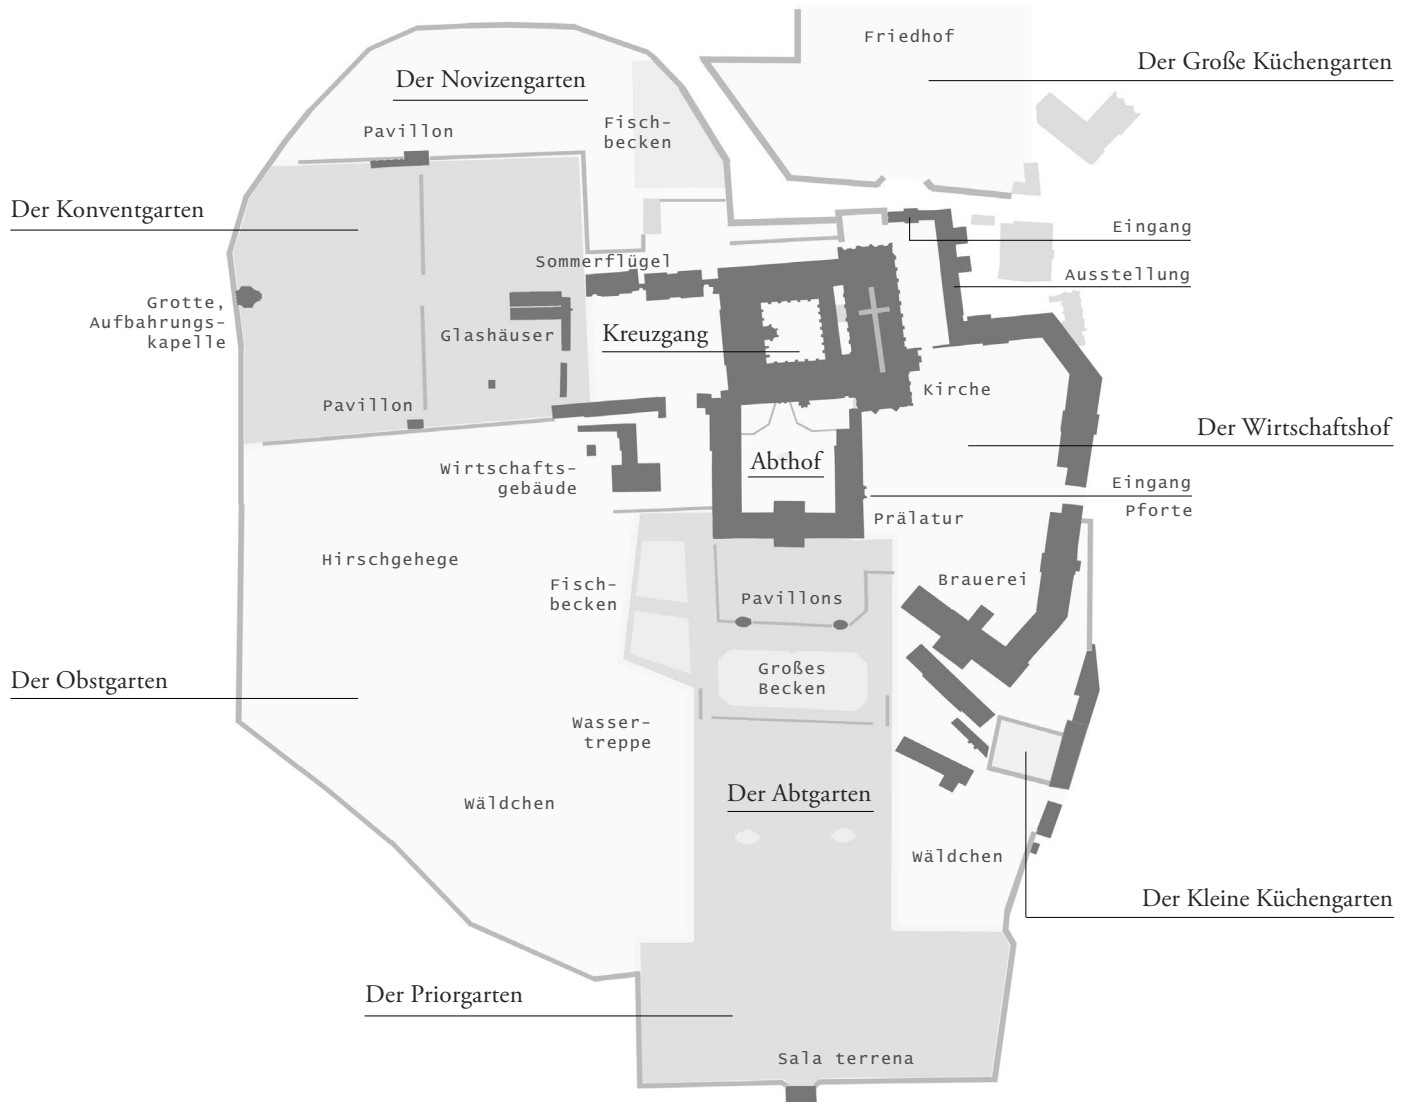 Friedhof
Der Große Küchengarten
Der Novizengarten
Pavillon
Fisch-
becken
Der Konventgarten
Eingang
Sommerflügel
Ausstellung
Grotte,
Aufbahrungs-
kapelle
Glashäuser
Kreuzgang
Kirche
Pavillon
Der Wirtschaftshof
Abthof
Wirtschafts-
gebäude
Eingang
Pforte
Prälatur
Hirschgehege
Fisch-
becken
Brauerei
Pavillons
Großes
Becken
Der Obstgarten
Wasser-
treppe
Der Abtgarten
Wäldchen
Wäldchen
Der Kleine Küchengarten
Der Priorgarten
Sala terrena